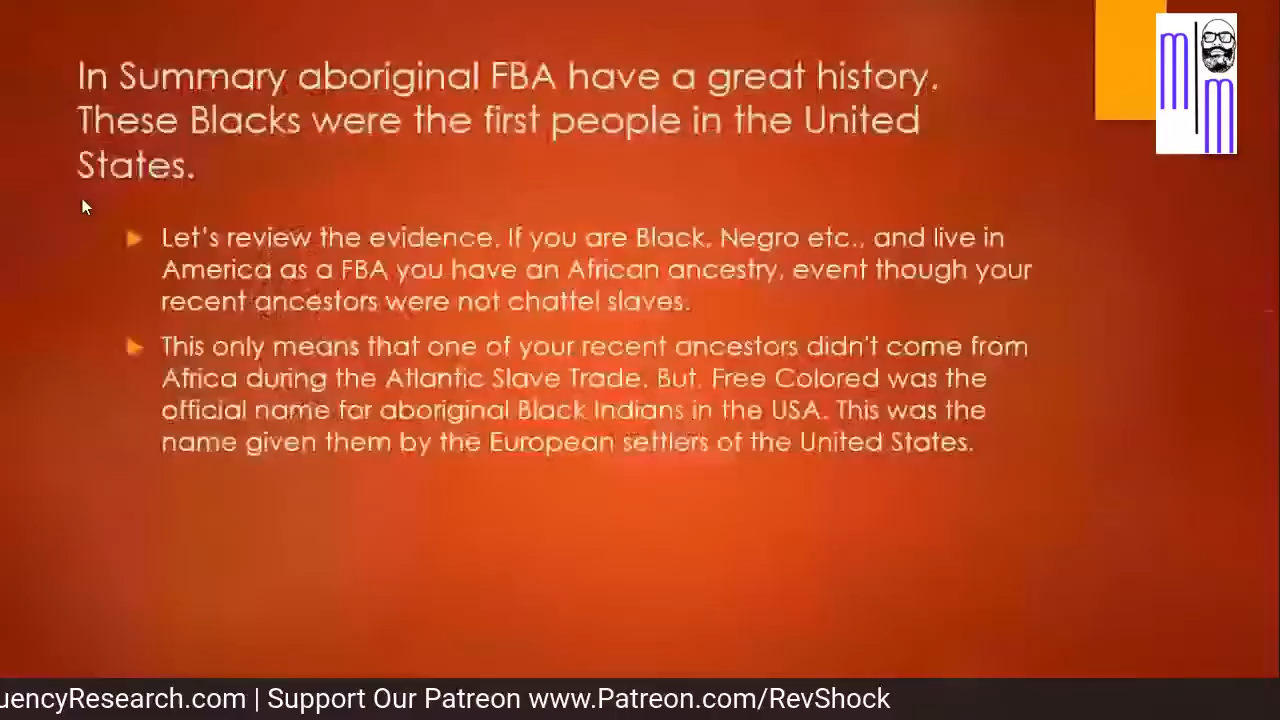 In Summary aboriginal FBA have a great history.
These Blacks were the first people in the United
States.
Let's review the evidence. If you are Black, Negro etc., and live in
America as a FBA you have an African ancestry, event though your
recent ancestors were not chattel slaves.
This only means that one of your recent ancestors didn't come from
Africa during the Atlantic Slave Trade. But, Free Colored was the
official name for aboriginal Black Indians in the USA. This was the
name given them by the European settlers of the United States.
m m
uencyResearch.com | Support Our Patreon www.Patreon.com/RevShock